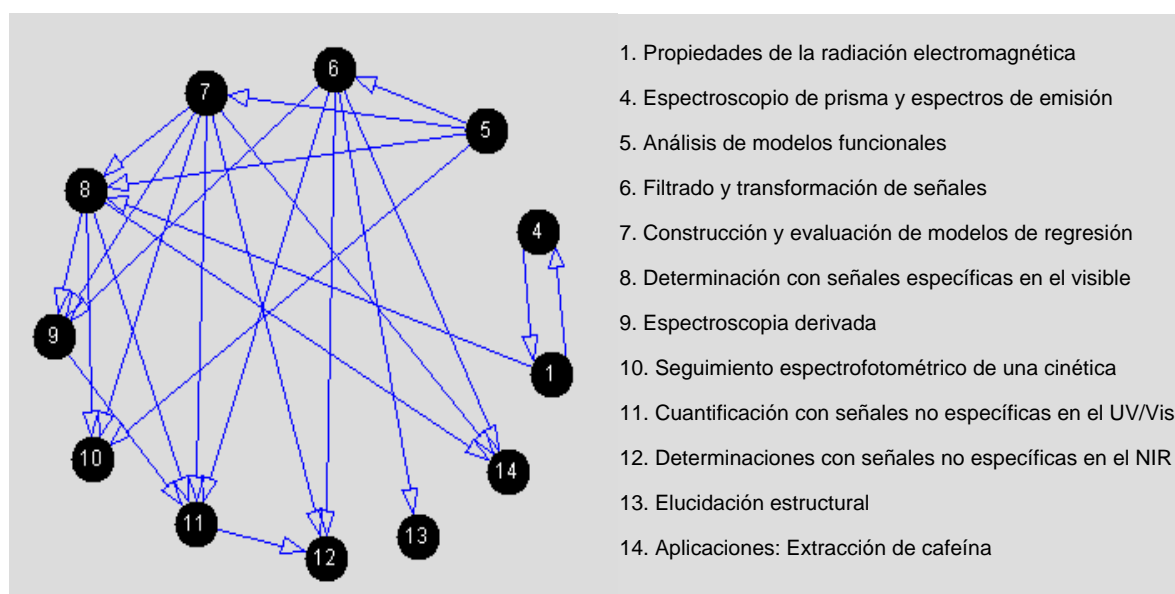 6
7
5
8
4
9
1
10
14
11
13
12
1. Propiedades de la radiación electromagnética
4. Espectroscopio de prisma y espectros de emisión
5. Análisis de modelos funcionales
6. Filtrado y transformación de señales
7. Construcción y evaluación de modelos de regresión
8. Determinación con señales específicas en el visible
9. Espectroscopia derivada
10. Seguimiento espectrofotométrico de una cinética
11. Cuantificación con señales no específicas en el UV/Vis
12. Determinaciones con señales no específicas en el NIR
13. Elucidación estructural
14. Aplicaciones: Extracción de cafeína